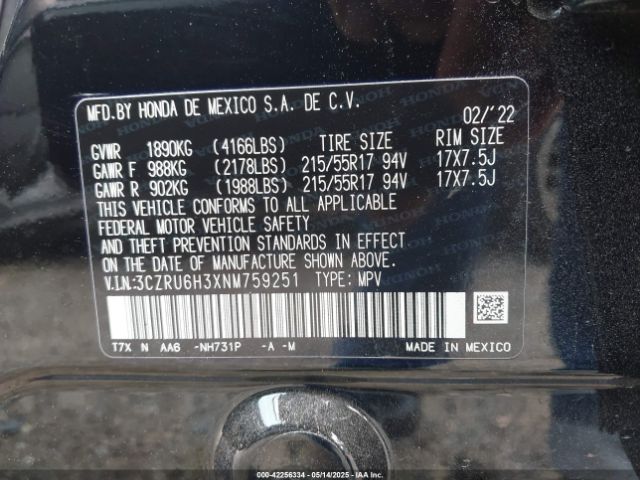 MFD.BY HONDA DE MEXICO S.A. DE C.V.
02/'22
GVWR 1890KG (4166LBS) TIRE SIZE RIM SIZE
GAWR F 988KG (2178LBS) 215/55R17 94V 17X7.5J
GAWR R 902KG (1988LBS) 215/55R17 94V 17X7.5J
THIS VEHICLE CONFORMS TO ALL APPLICABLE
FEDERAL MOTOR VEHICLE SAFETY
AND THEFT PREVENTION STANDARDS IN EFFECT
ON THE DATE OF MANUFACTURE SHOWN ABOVE.
V.I.N.:3CZRU6H3XNM759251 TYPE: MPV
T7X N AA6 -NH731P -A -M MADE IN MEXICO
000-42256334 - 05/14/2025 - IAAI.com